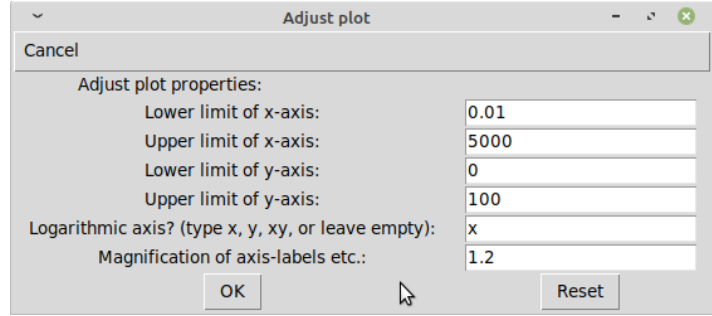 Adjust plot
Cancel
Adjust plot properties:
Lower limit of x-axis: 0.01
Upper limit of x-axis: 5000
Lower limit of y-axis: 0
Upper limit of y-axis: 100
Logarithmic axis? (type x, y, xy, or leave empty): x
Magnification of axis-labels etc.: 1.2
OK Reset